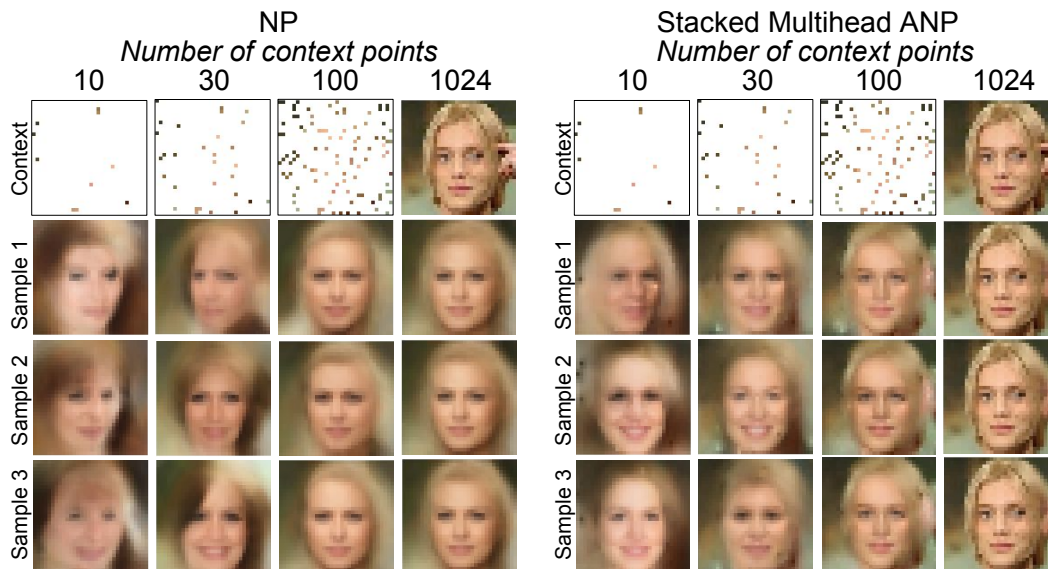 NP
Number of context points
10 30 100 1024
Context
Sample 1
Sample 2
Sample 3
Stacked Multihead ANP
Number of context points
10 30 100 1024
Context
Sample 1
Sample 2
Sample 3